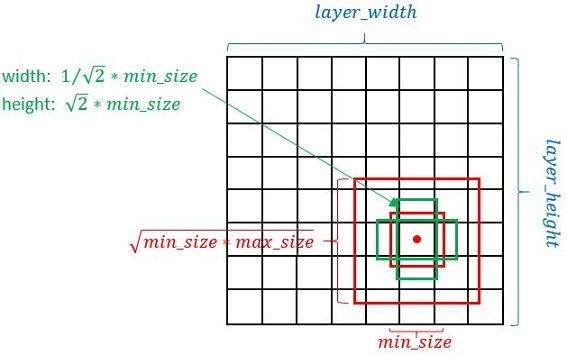 layer_width
width: 1/√2 * min_size
height: √2 * min_size
layer_height
√min_size * max_size
min_size